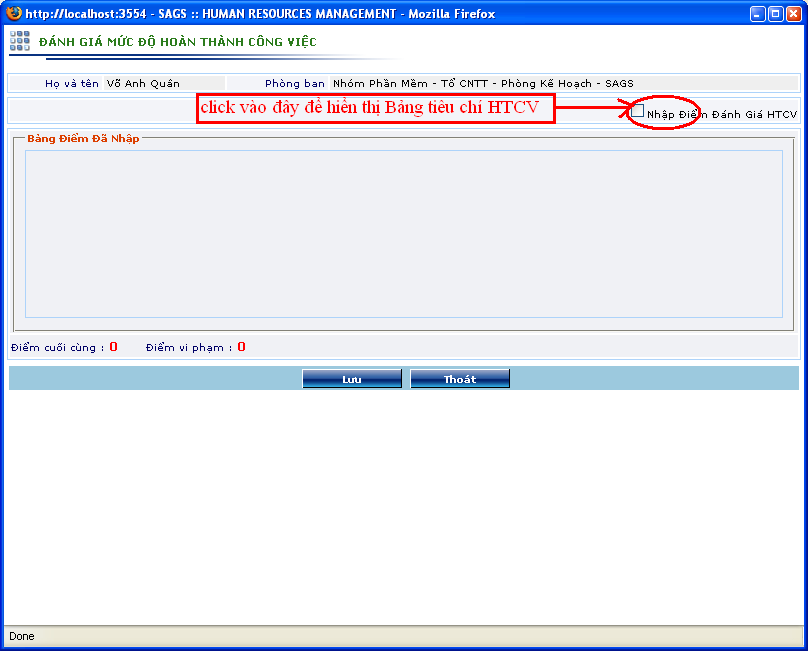 http://localhost:3554 - SAGS :: HUMAN RESOURCES MANAGEMENT - Mozilla Firefox
ĐÁNH GIÁ MỨC ĐỘ HOÀN THÀNH CÔNG VIỆC
Họ và tên Võ Anh Quân Phòng ban Nhóm Phần Mềm - Tổ CNTT - Phòng Kế Hoạch - SAGS
click vào đây để hiển thị Bảng tiêu chí HTCV
Nhập Điểm Đánh Giá HTCV
Bảng Điểm Đã Nhập
Điểm cuối cùng : 0 Điểm vi phạm : 0
Lưu Thoát
Done